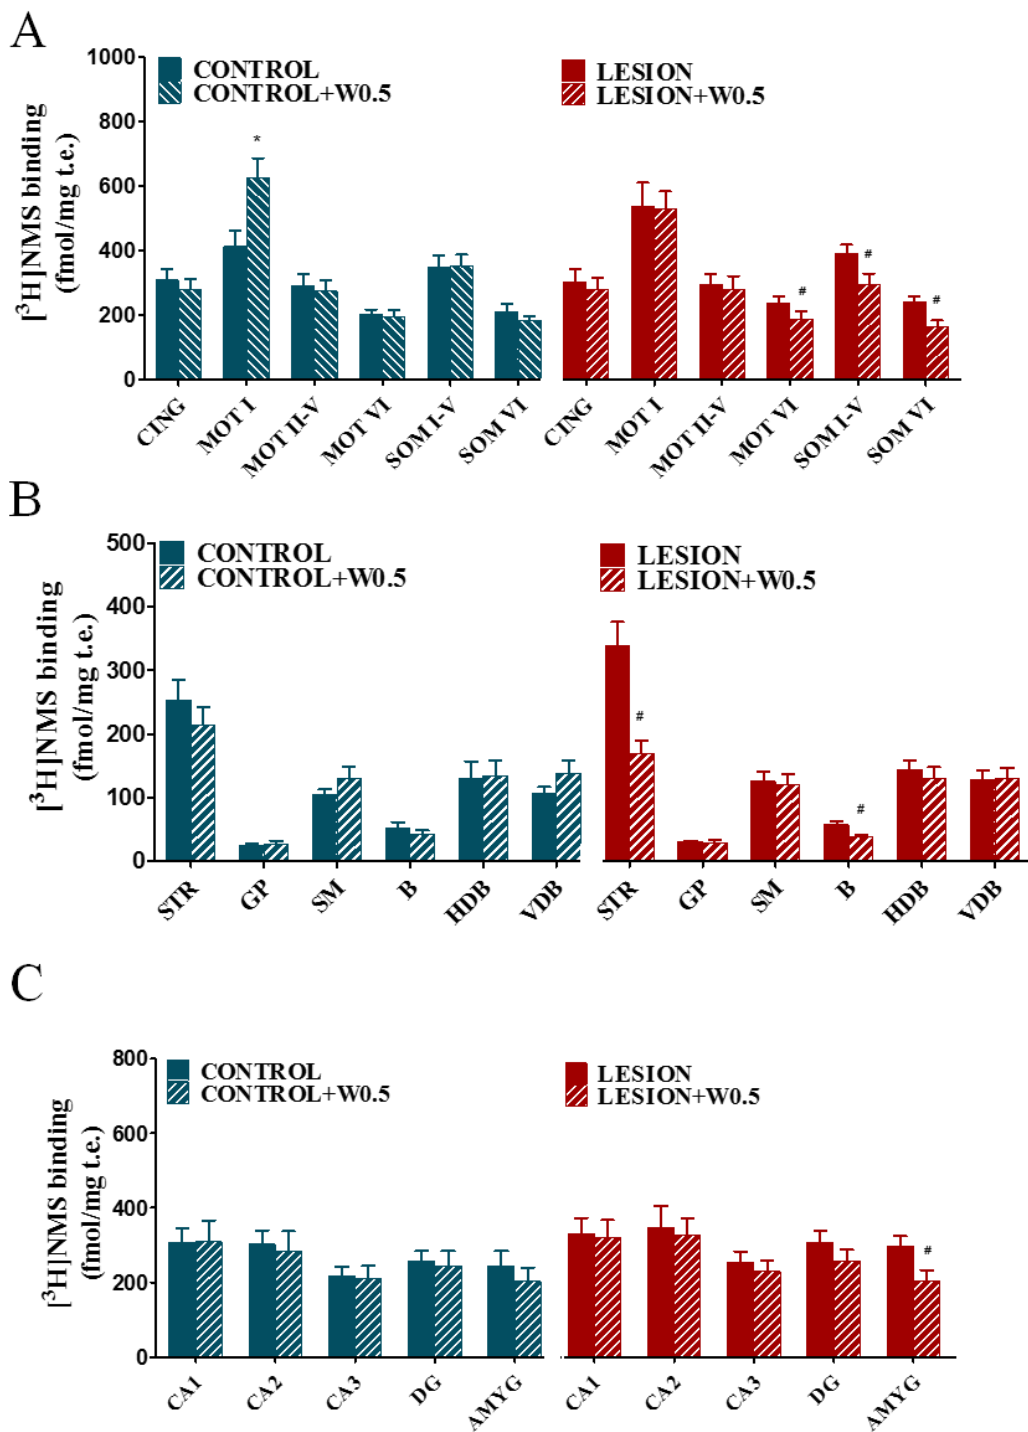 A
[³H]NMS binding
(fmol/mg t.e.)
1000
800
600
400
200
0
CONTROL
CONTROL+W0.5
LESION
LESION+W0.5
*
#
#
#
CING
MOT I
MOT II-V
MOT VI
SOM I-V
SOM VI
CING
MOT I
MOT II-V
MOT VI
SOM I-V
SOM VI
B
[³H]NMS binding
(fmol/mg t.e.)
500
400
300
200
100
0
CONTROL
CONTROL+W0.5
LESION
LESION+W0.5
#
#
STR
GP
SM
B
HDB
VDB
STR
GP
SM
B
HDB
VDB
C
[³H]NMS binding
(fmol/mg t.e.)
800
600
400
200
0
CONTROL
CONTROL+W0.5
LESION
LESION+W0.5
#
CA1
CA2
CA3
DG
AMYG
CA1
CA2
CA3
DG
AMYG